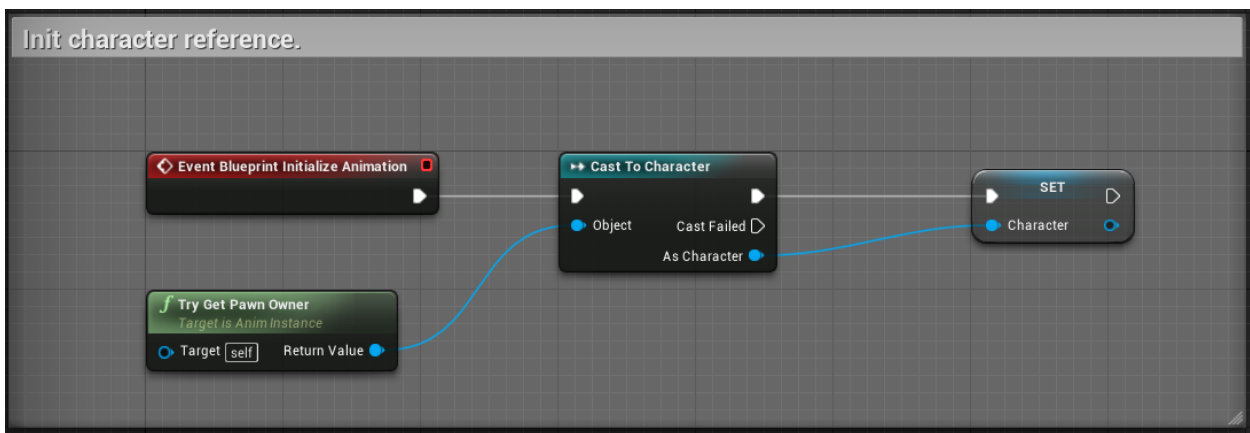 Init character reference.
Event Blueprint Initialize Animation
Cast To Character
Object
Cast Failed
As Character
SET
Character
f Try Get Pawn Owner
Target is Anim Instance
Target self Return Value